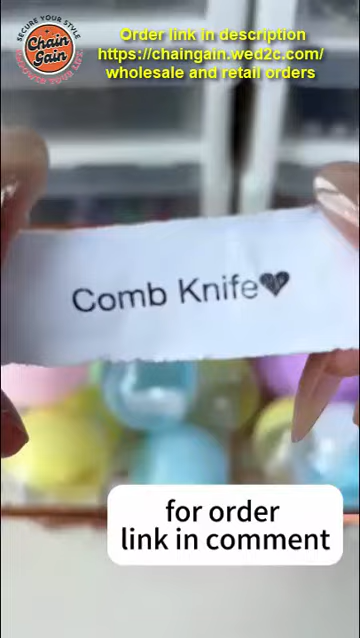 SECURE YOUR STYLE
Chain
Gain
Order link in description
https://chaingain.wed2c.com/
wholesale and retail orders
Comb Knife🖤
for order
link in comment